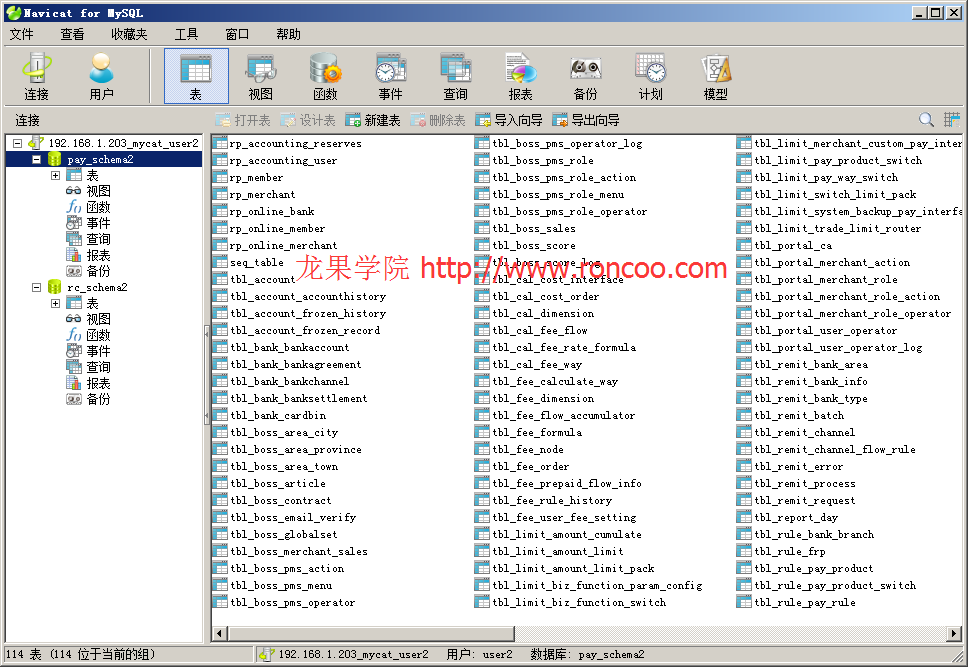 Navicat for MySQL
文件 查看 收藏夹 工具 窗口 帮助
连接 用户 表 视图 函数 事件 查询 报表 备份 计划 模型
连接 打开表 设计表 新建表 删除表 导入向导 导出向导
192.168.1.203_mycat_user2
pay_schema2
表
视图
函数
事件
查询
报表
备份
rc_schema2
表
视图
函数
事件
查询
报表
备份
rp_accounting_reserves
rp_accounting_user
rp_member
rp_merchant
rp_online_bank
rp_online_member
rp_online_merchant
seq_table
tbl_account
tbl_account_accounthistory
tbl_account_frozen_history
tbl_account_frozen_record
tbl_bank_bankaccount
tbl_bank_bankagreement
tbl_bank_bankchannel
tbl_bank_banksettlement
tbl_bank_cardbin
tbl_boss_area_city
tbl_boss_area_province
tbl_boss_area_town
tbl_boss_article
tbl_boss_contract
tbl_boss_email_verify
tbl_boss_globalset
tbl_boss_merchant_sales
tbl_boss_pms_action
tbl_boss_pms_menu
tbl_boss_pms_operator
tbl_boss_pms_operator_log
tbl_boss_pms_role
tbl_boss_pms_role_action
tbl_boss_pms_role_menu
tbl_boss_pms_role_operator
tbl_boss_sales
tbl_boss_score
tbl_boss_score_log
tbl_cal_cost_interface
tbl_cal_cost_order
tbl_cal_dimension
tbl_cal_fee_flow
tbl_cal_fee_rate_formula
tbl_cal_fee_way
tbl_fee_calculate_way
tbl_fee_dimension
tbl_fee_flow_accumulator
tbl_fee_formula
tbl_fee_node
tbl_fee_order
tbl_fee_prepaid_flow_info
tbl_fee_rule_history
tbl_fee_user_fee_setting
tbl_limit_amount_cumulate
tbl_limit_amount_limit
tbl_limit_amount_limit_pack
tbl_limit_biz_function_param_config
tbl_limit_biz_function_switch
tbl_limit_merchant_custom_pay_inter
tbl_limit_pay_product_switch
tbl_limit_pay_way_switch
tbl_limit_switch_limit_pack
tbl_limit_system_backup_pay_interfa
tbl_limit_trade_limit_router
tbl_portal_ca
tbl_portal_merchant_action
tbl_portal_merchant_role
tbl_portal_merchant_role_action
tbl_portal_merchant_role_operator
tbl_portal_user_operator
tbl_portal_user_operator_log
tbl_remit_bank_area
tbl_remit_bank_info
tbl_remit_bank_type
tbl_remit_batch
tbl_remit_channel
tbl_remit_channel_flow_rule
tbl_remit_error
tbl_remit_process
tbl_remit_request
tbl_report_day
tbl_rule_bank_branch
tbl_rule_frp
tbl_rule_pay_product
tbl_rule_pay_product_switch
tbl_rule_pay_rule
龙果学院 http://www.roncoo.com
114 表 (114 位于当前的组) 192.168.1.203_mycat_user2 用户: user2 数据库: pay_schema2